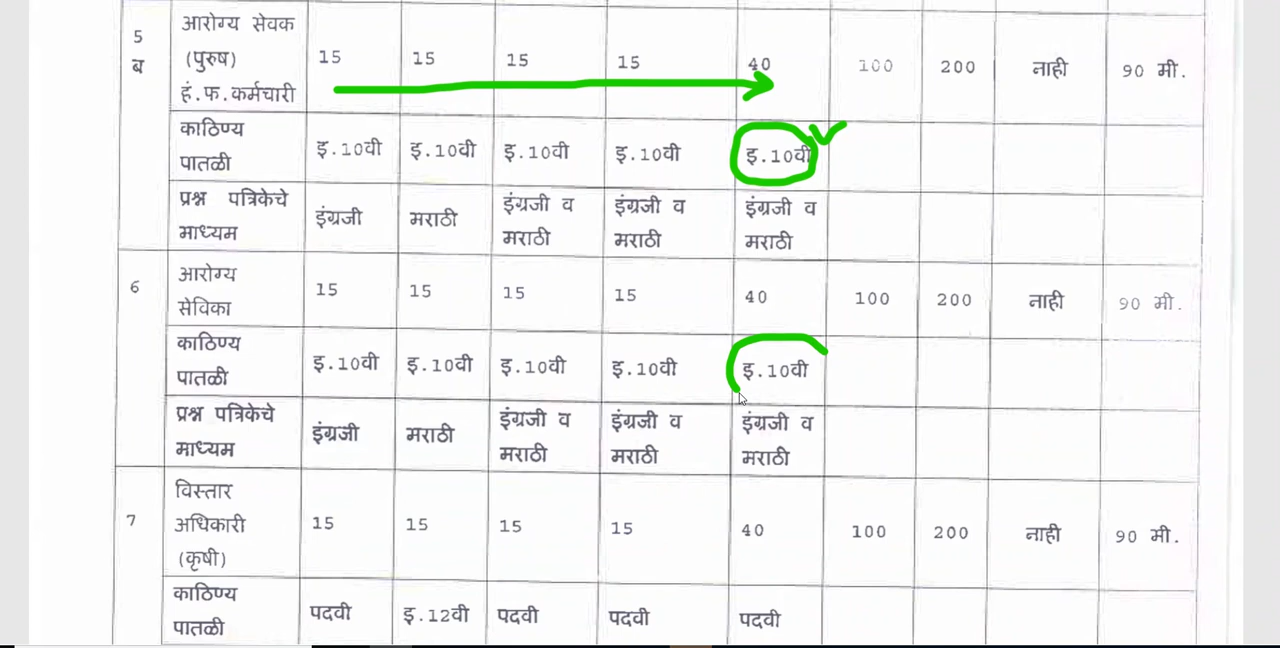 5 ब आरोग्य सेवक (पुरुष) हं.फ.कर्मचारी 15 15 15 15 40 100 200 नाही 90 मी.
काठिण्य पातळी इ.10वी इ.10वी इ.10वी इ.10वी इ.10वी
प्रश्न पत्रिकेचे माध्यम इंग्रजी मराठी इंग्रजी व मराठी इंग्रजी व मराठी इंग्रजी व मराठी
6 आरोग्य सेविका 15 15 15 15 40 100 200 नाही 90 मी.
काठिण्य पातळी इ.10वी इ.10वी इ.10वी इ.10वी इ.10वी
प्रश्न पत्रिकेचे माध्यम इंग्रजी मराठी इंग्रजी व मराठी इंग्रजी व मराठी इंग्रजी व मराठी
7 विस्तार अधिकारी (कृषी) 15 15 15 15 40 100 200 नाही 90 मी.
काठिण्य पातळी पदवी इ.12वी पदवी पदवी पदवी